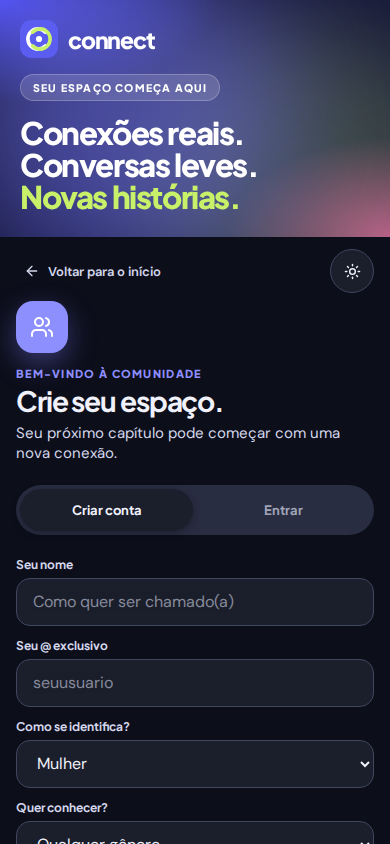 connect
SEU ESPAÇO COMEÇA AQUI
Conexões reais.
Conversas leves.
Novas histórias.
Voltar para o início
BEM-VINDO À COMUNIDADE
Crie seu espaço.
Seu próximo capítulo pode começar com uma
nova conexão.
Criar conta
Entrar
Seu nome
Como quer ser chamado(a)
Seu @ exclusivo
seuusuario
Como se identifica?
Mulher
Quer conhecer?
Qualquer gênero